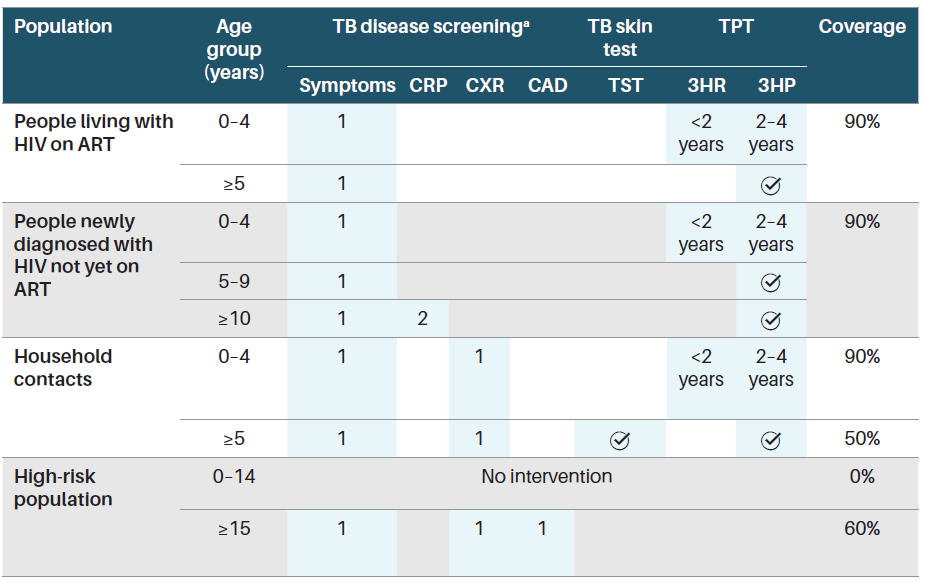 Population Age group (years) TB disease screeningᵃ TB skin test TPT Coverage
Symptoms CRP CXR CAD TST 3HR 3HP
People living with HIV on ART 0–4 1 <2 years 2–4 years 90%
≥5 1
People newly diagnosed with HIV not yet on ART 0–4 1 <2 years 2–4 years 90%
5–9 1
≥10 1 2
Household contacts 0–4 1 1 <2 years 2–4 years 90%
≥5 1 1 50%
High-risk population 0–14 No intervention 0%
≥15 1 1 1 60%